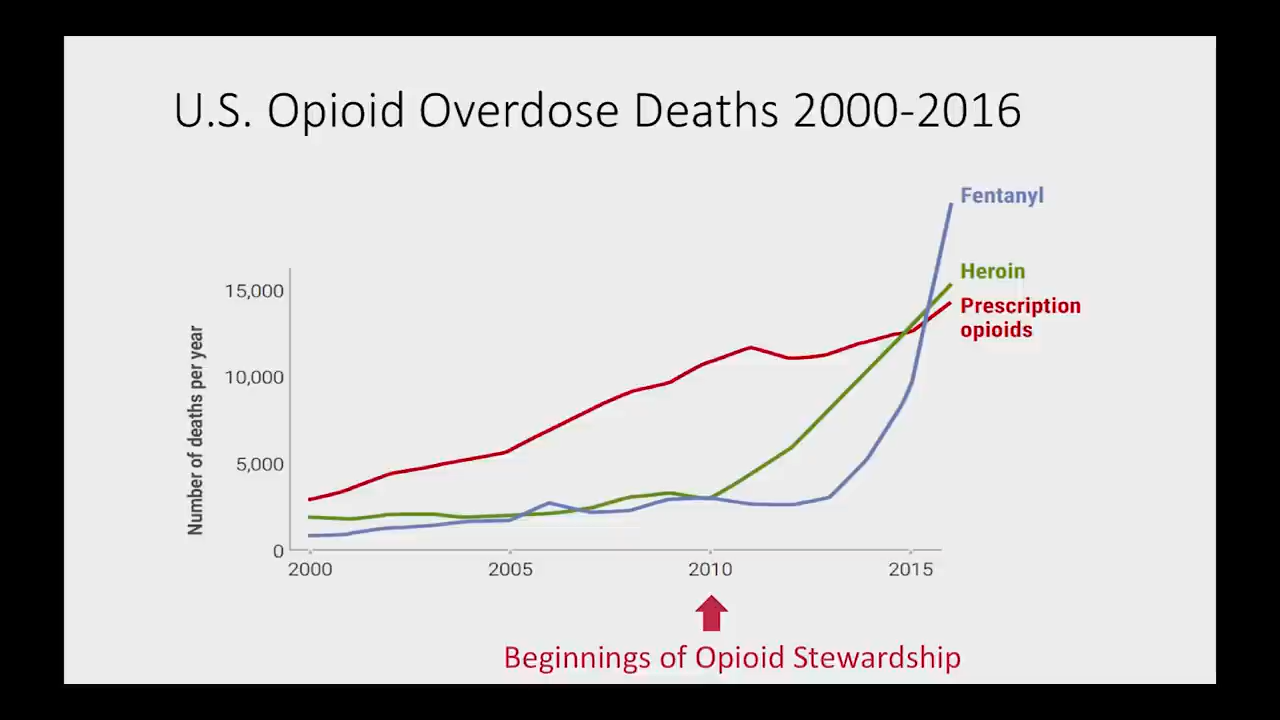 U.S. Opioid Overdose Deaths 2000-2016
Fentanyl
Heroin
Prescription
opioids
Number of deaths per year
15,000
10,000
5,000
0
2000
2005
2010
2015
Beginnings of Opioid Stewardship